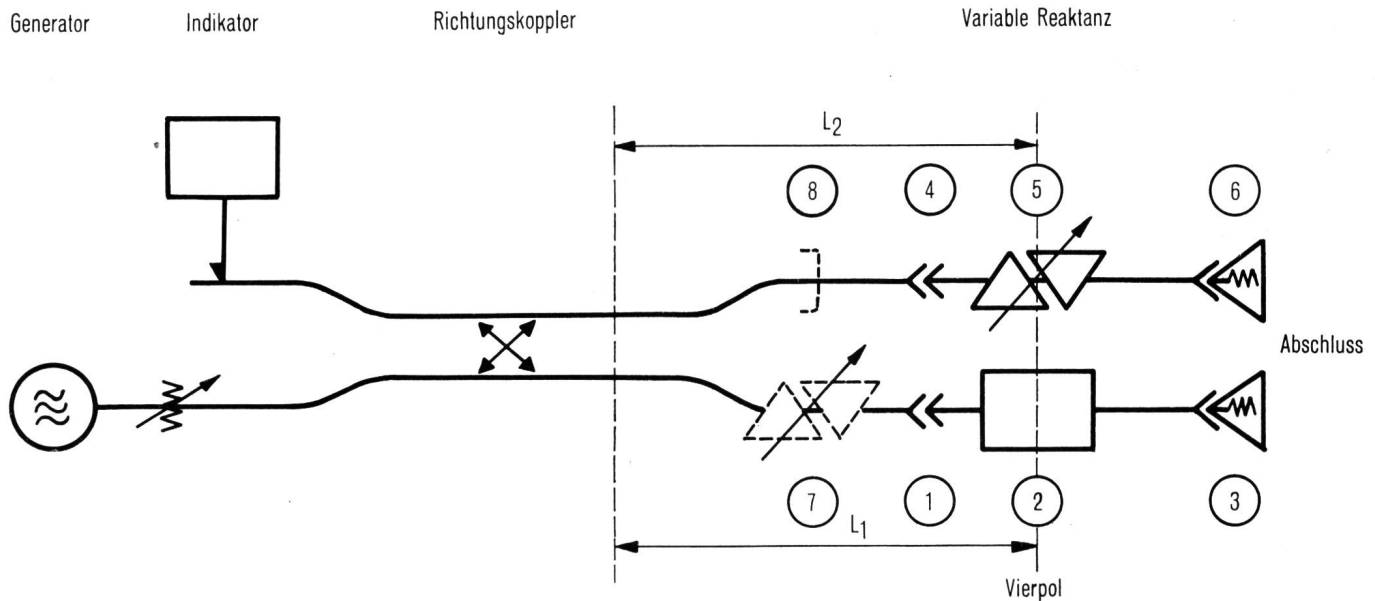 Generator Indikator Richtungskoppler Variable Reaktanz
L2
8 4 5 6
Abschluss
7 1 2 3
L1
Vierpol